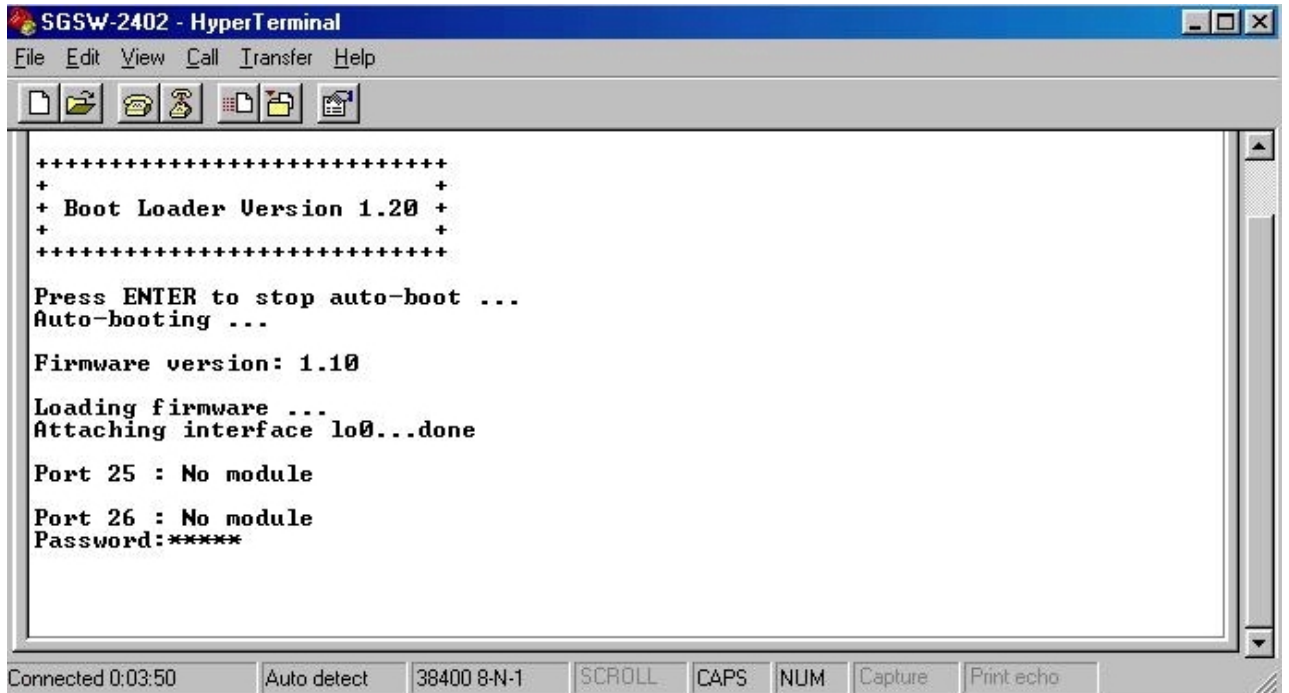 SGSW-2402 - HyperTerminal
File Edit View Call Transfer Help
++++++++++++++++++++++++++++
+ +
+ Boot Loader Version 1.20 +
+ +
++++++++++++++++++++++++++++
Press ENTER to stop auto-boot ...
Auto-booting ...
Firmware version: 1.10
Loading firmware ...
Attaching interface lo0...done
Port 25 : No module
Port 26 : No module
Password:*****
Connected 0:03:50 Auto detect 38400 8-N-1 SCROLL CAPS NUM Capture Print echo